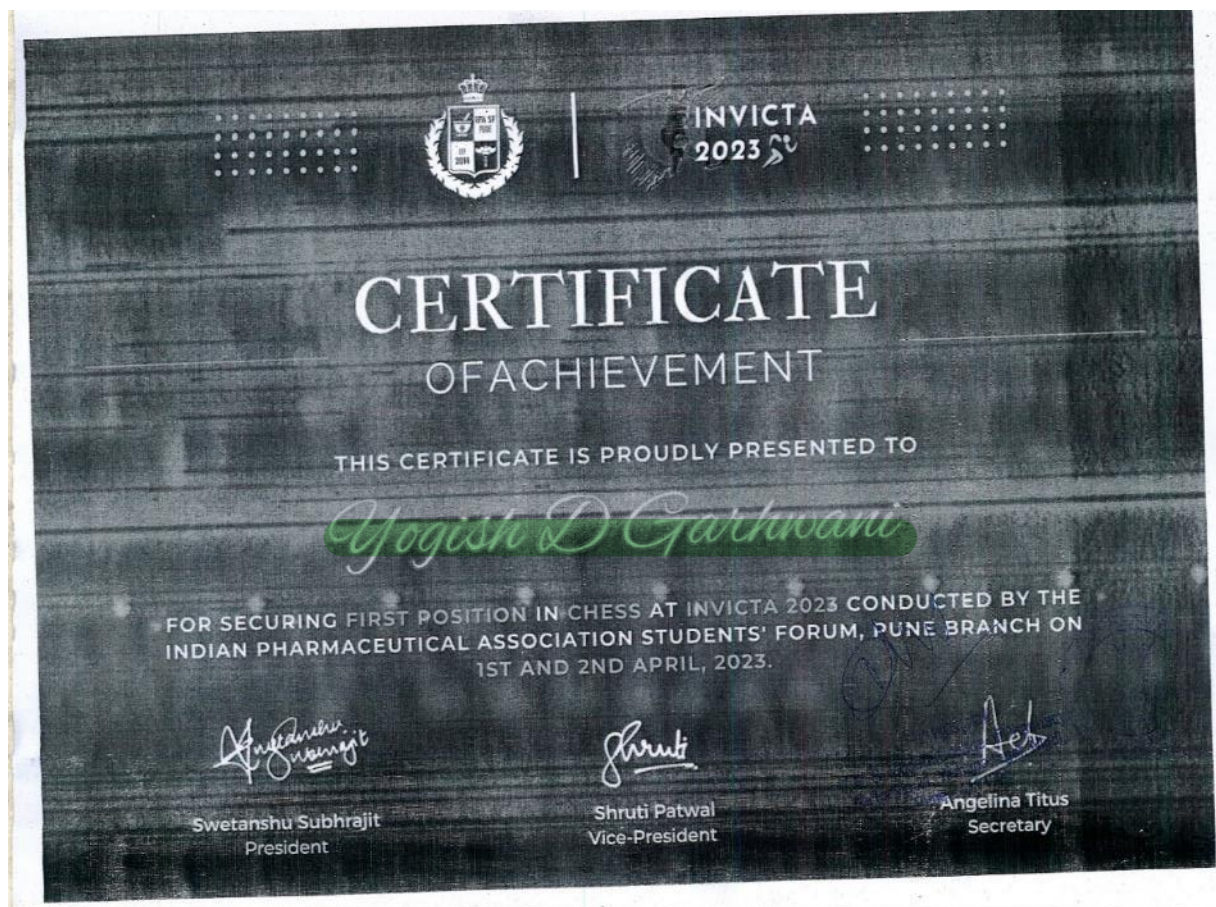 INVICTA
2023
CERTIFICATE
OFACHIEVEMENT
THIS CERTIFICATE IS PROUDLY PRESENTED TO
Yogish D Garhwani
FOR SECURING FIRST POSITION IN CHESS AT INVICTA 2023 CONDUCTED BY THE
INDIAN PHARMACEUTICAL ASSOCIATION STUDENTS' FORUM, PUNE BRANCH ON
1ST AND 2ND APRIL, 2023.
Shruti
Swetanshu Subhrajit
President
Shruti Patwal
Vice-President
Angelina Titus
Secretary